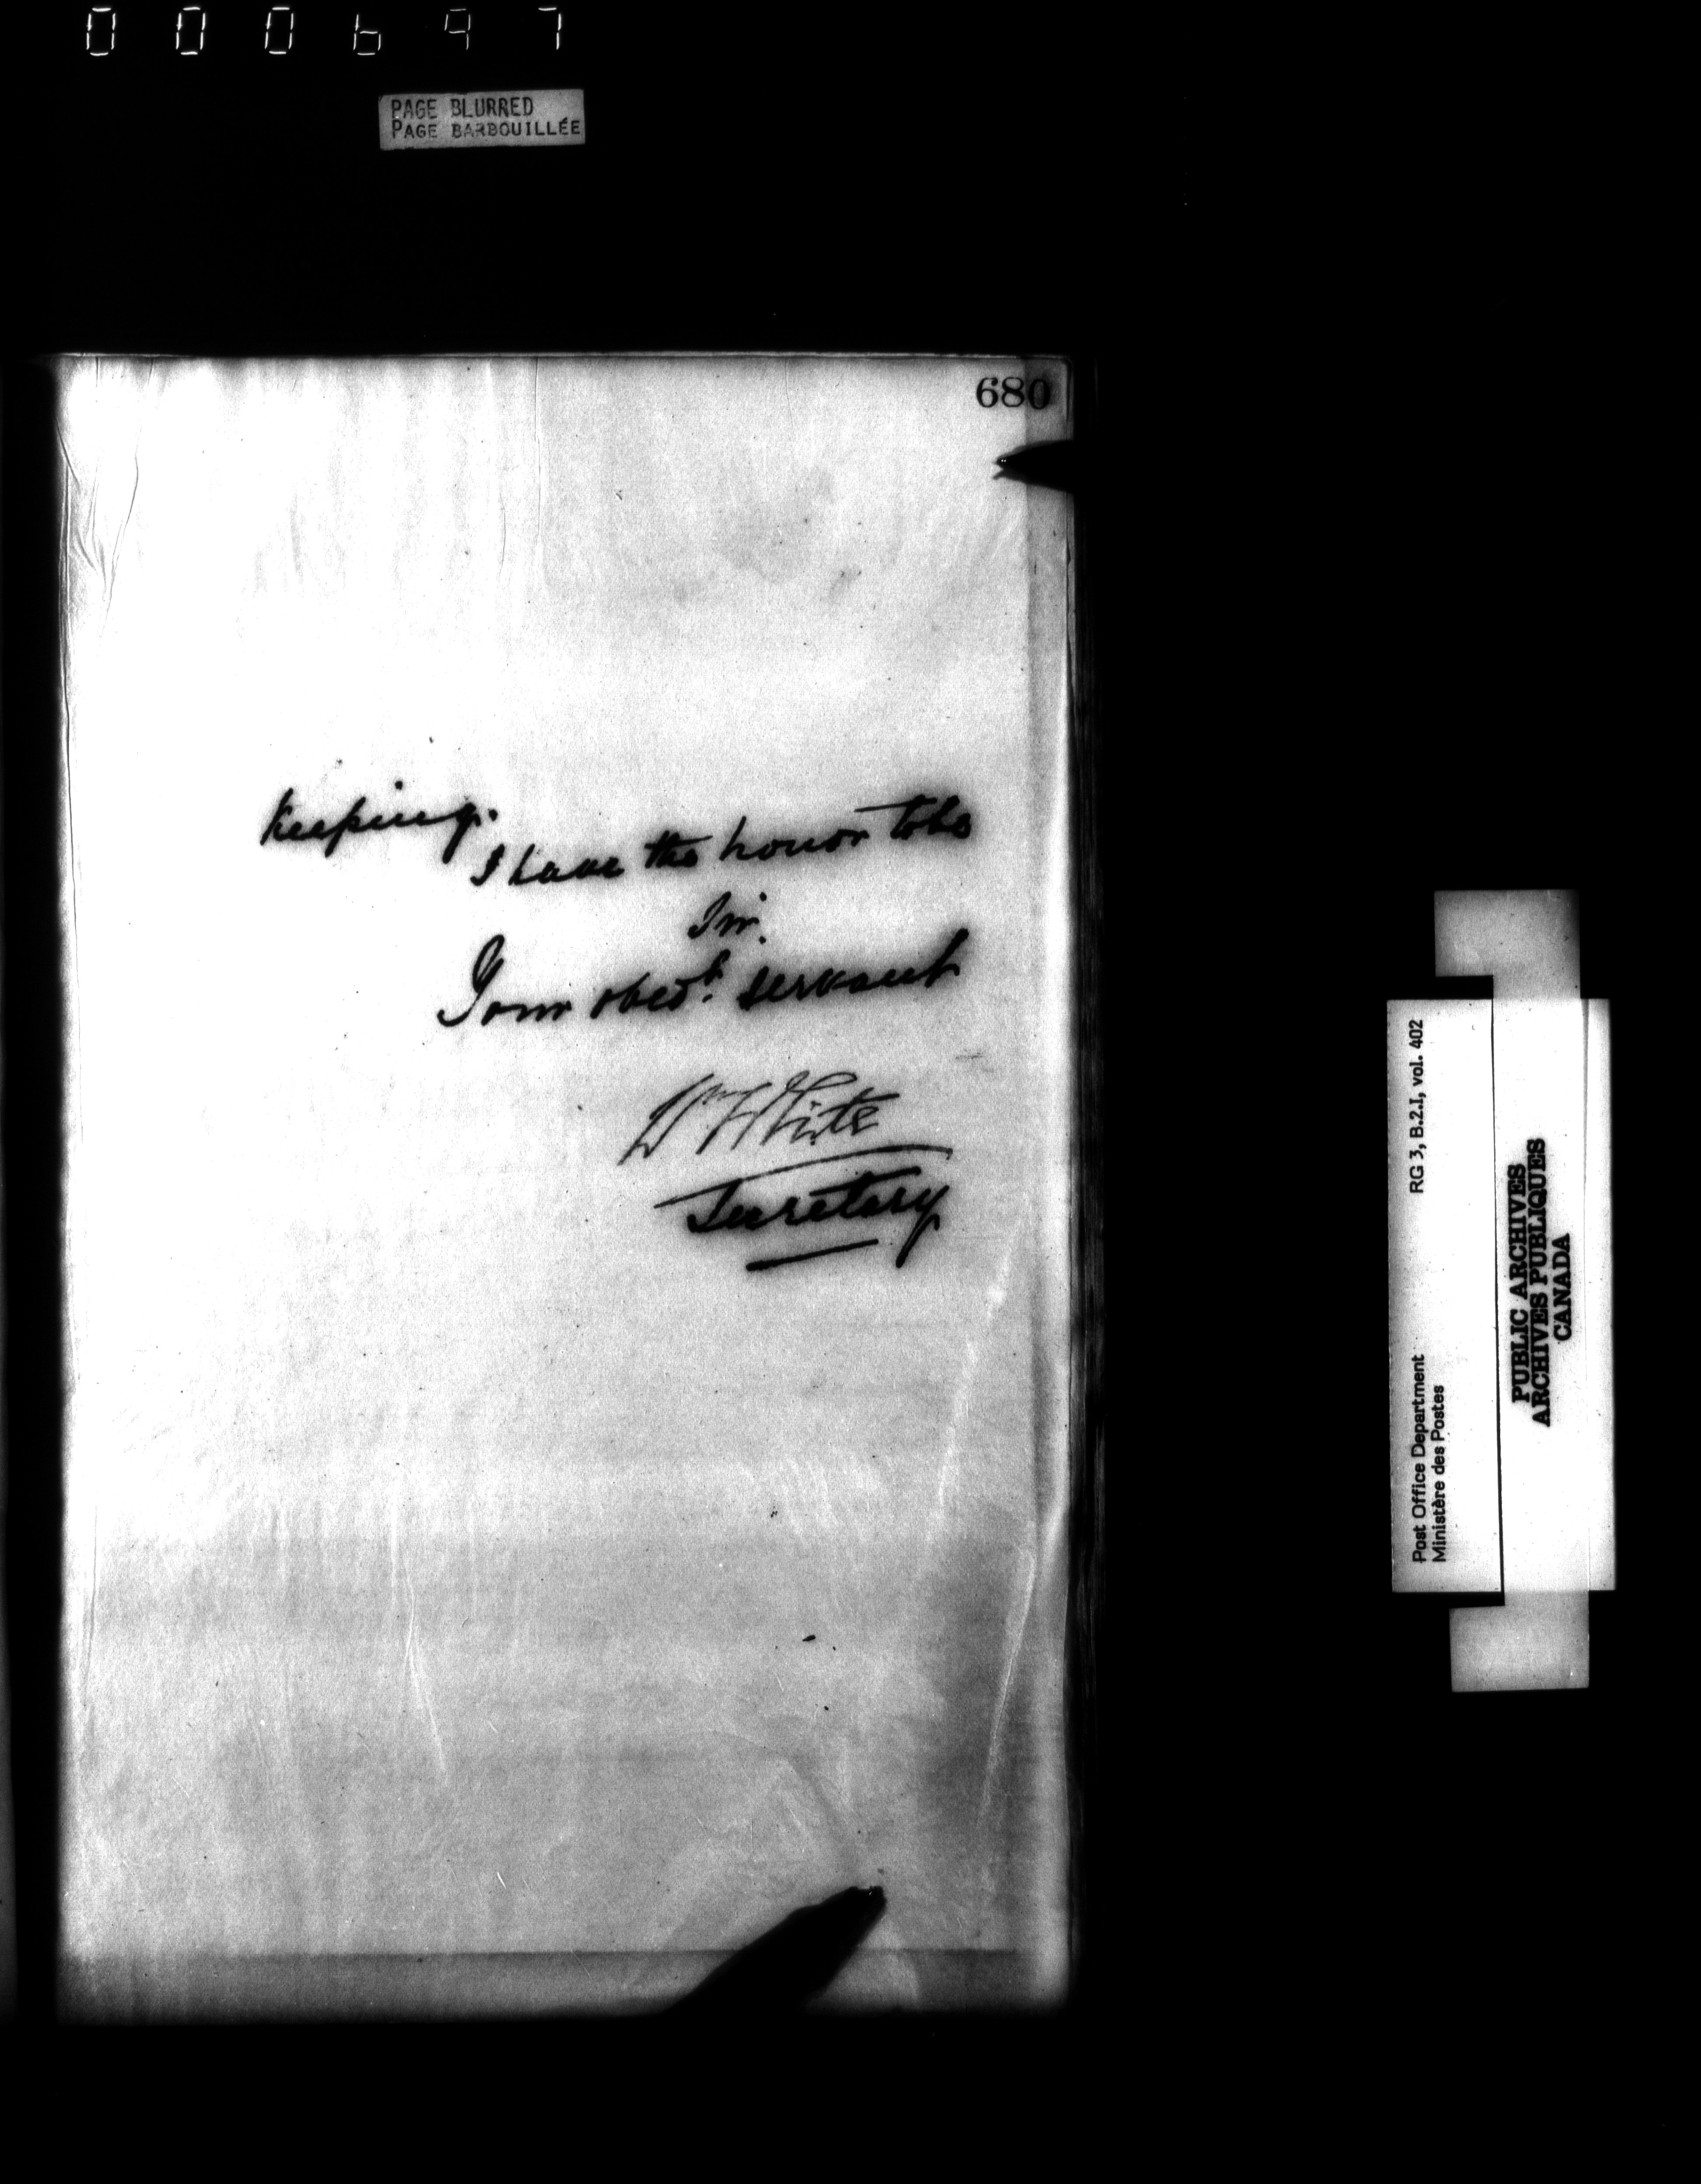 000697
PAGE BLURRED
PAGE BARBOUILLÉE
680
keeping.
I have the honor to be
Sir.
Your obedt. servant
Wm White
Secretary
RG 3, B.2.I, vol. 402
Post Office Department
Ministère des Postes
PUBLIC ARCHIVES
ARCHIVES PUBLIQUES
CANADA